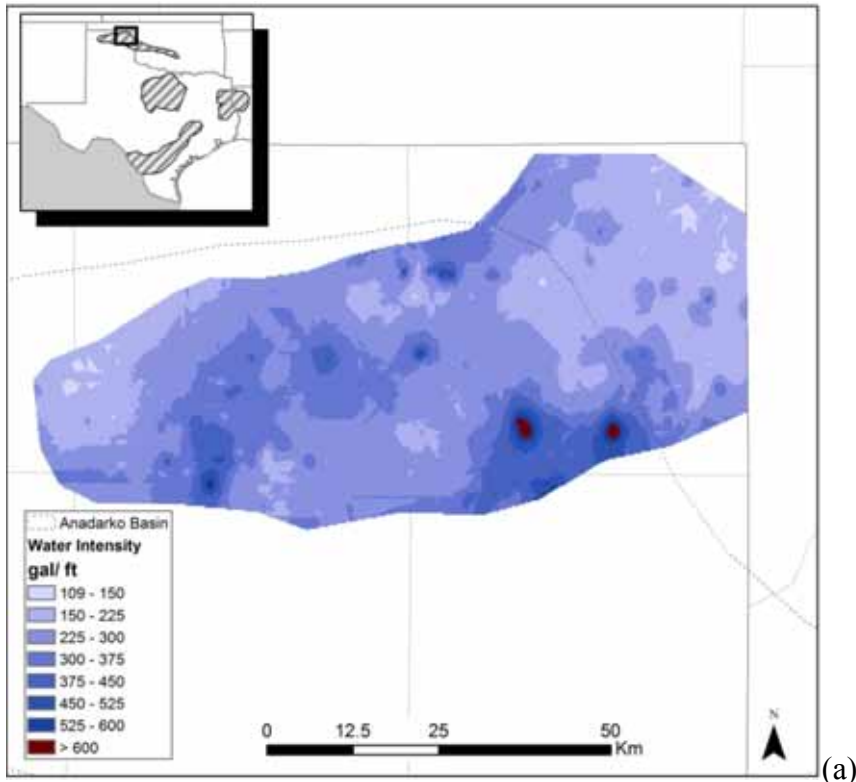 Anadarko Basin
Water Intensity
gal/ ft
109 - 150
150 - 225
225 - 300
300 - 375
375 - 450
450 - 525
525 - 600
> 600
0 12.5 25 50
Km
N
(a)